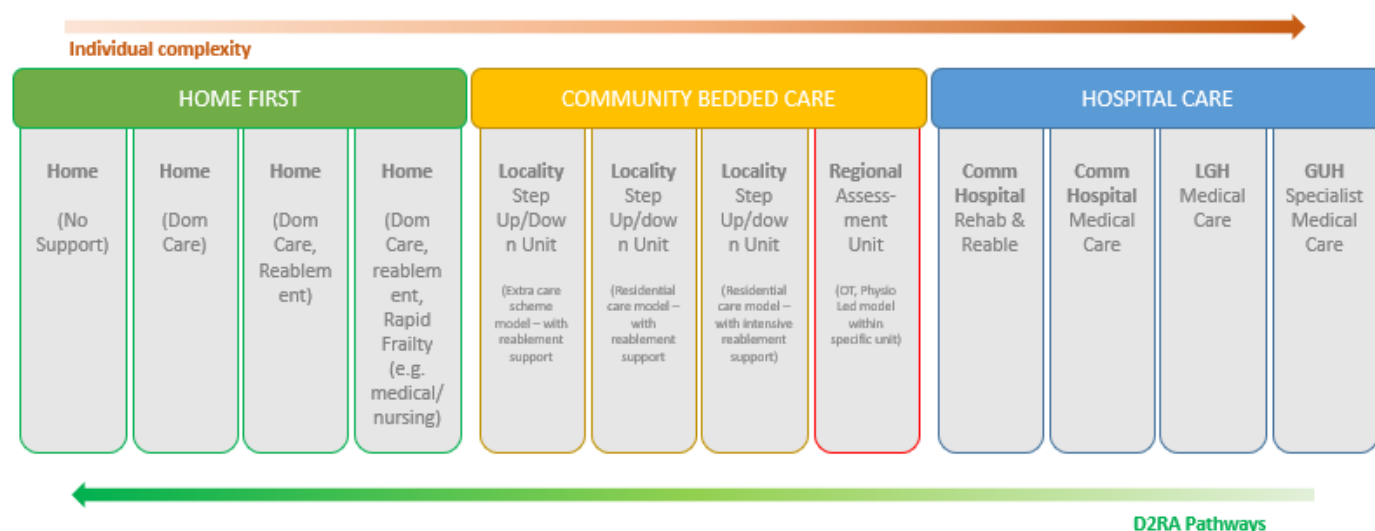 Individual complexity
HOME FIRST
COMMUNITY BEDDED CARE
HOSPITAL CARE
Home
(No
Support)
Home
(Dom
Care)
Home
(Dom
Care,
Reablem
ent)
Home
(Dom
Care,
reablem
ent,
Rapid
Frailty
(e.g.
medical/
nursing)
Locality
Step
Up/Dow
n Unit
(Extra care
scheme
model – with
reablement
support
Locality
Step
Up/dow
n Unit
(Residential
care model –
with
reablement
support
Locality
Step
Up/dow
n Unit
(Residential
care model –
with intensive
reablement
support)
Regional
Assess-
ment
Unit
(OT, Physio
Led model
within
specific unit)
Comm
Hospital
Rehab &
Reable
Comm
Hospital
Medical
Care
LGH
Medical
Care
GUH
Specialist
Medical
Care
D2RA Pathways